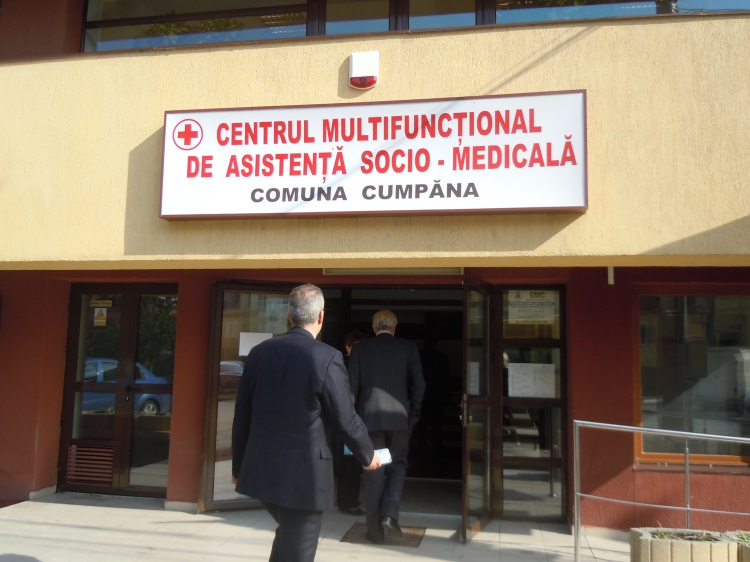 CENTRUL MULTIFUNCȚIONAL
DE ASISTENȚĂ SOCIO - MEDICALĂ
COMUNA CUMPĂNA